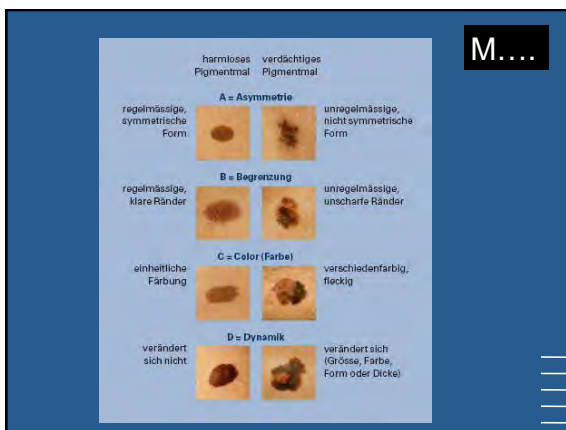 M....
harmloses verdächtiges
Pigmentmal Pigmentmal
A = Asymmetrie
regelmässige,
symmetrische
Form
unregelmässige,
nicht symmetrische
Form
B = Begrenzung
regelmässige,
klare Ränder
unregelmässige,
unscharfe Ränder
C = Color (Farbe)
einheitliche
Färbung
verschiedenfarbig,
fleckig
D = Dynamik
verändert
sich nicht
verändert sich
(Grösse, Farbe,
Form oder Dicke)